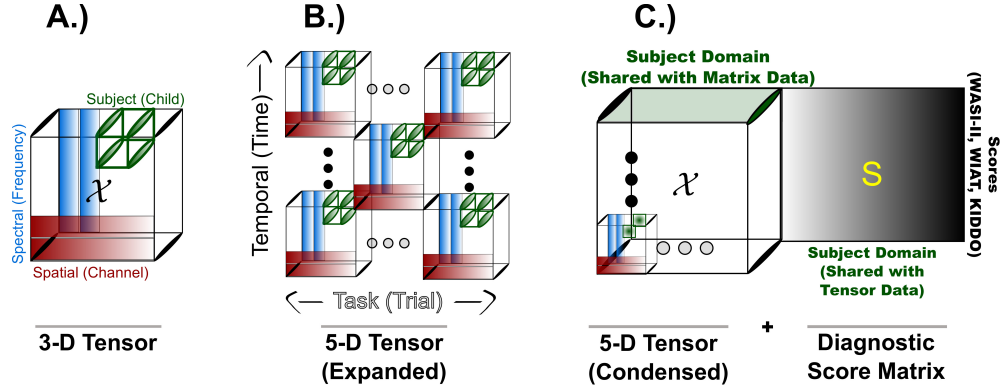 A.)
Subject (Child)
Spectral (Frequency)
𝒳
Spatial (Channel)
3-D Tensor
B.)
Temporal (Time)
Task (Trial)
5-D Tensor
(Expanded)
C.)
Subject Domain
(Shared with Matrix Data)
𝒳
S
Scores
(WASI-II, WIAT, KIDDO)
Subject Domain
(Shared with
Tensor Data)
5-D Tensor
(Condensed)
+
Diagnostic
Score Matrix